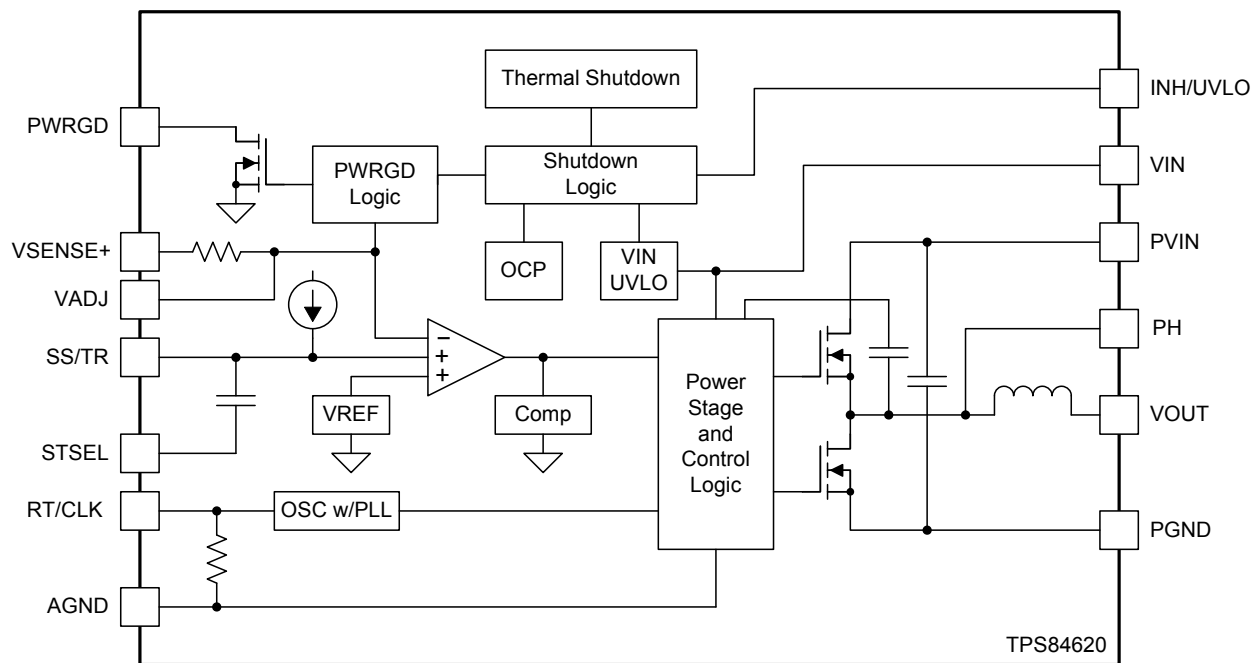 Thermal Shutdown
INH/UVLO
PWRGD
PWRGD
Logic
Shutdown
Logic
VIN
VSENSE+
OCP
VIN
UVLO
PVIN
VADJ
SS/TR
−
+
+
PH
Power
Stage
and
Control
Logic
VREF
Comp
VOUT
STSEL
RT/CLK
OSC w/PLL
PGND
AGND
TPS84620